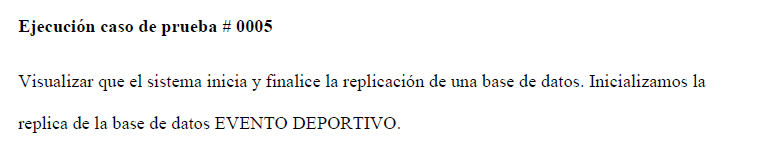 Ejecución caso de prueba # 0005
Visualizar que el sistema inicia y finalice la replicación de una base de datos. Inicializamos la
replica de la base de datos EVENTO DEPORTIVO.